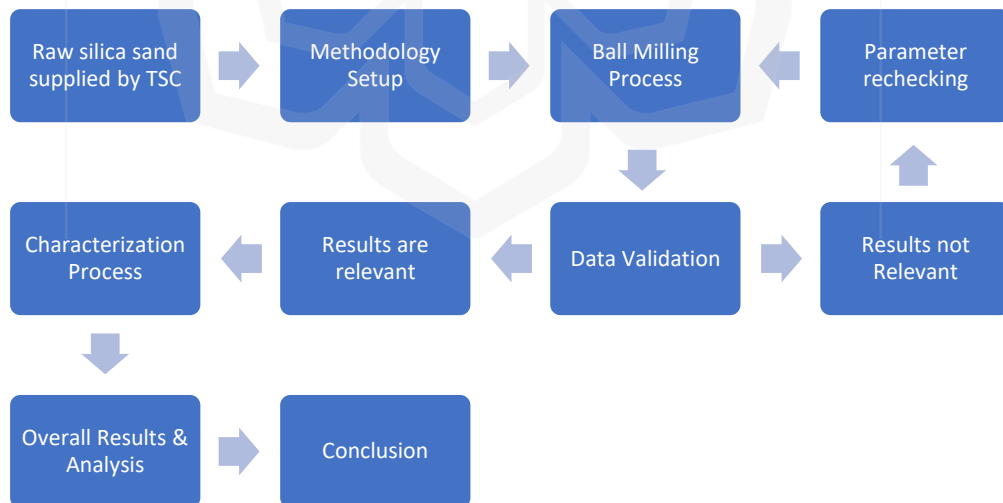 Raw silica sand
supplied by TSC
Methodology
Setup
Ball Milling
Process
Parameter
rechecking
Characterization
Process
Results are
relevant
Data Validation
Results not
Relevant
Overall Results &
Analysis
Conclusion